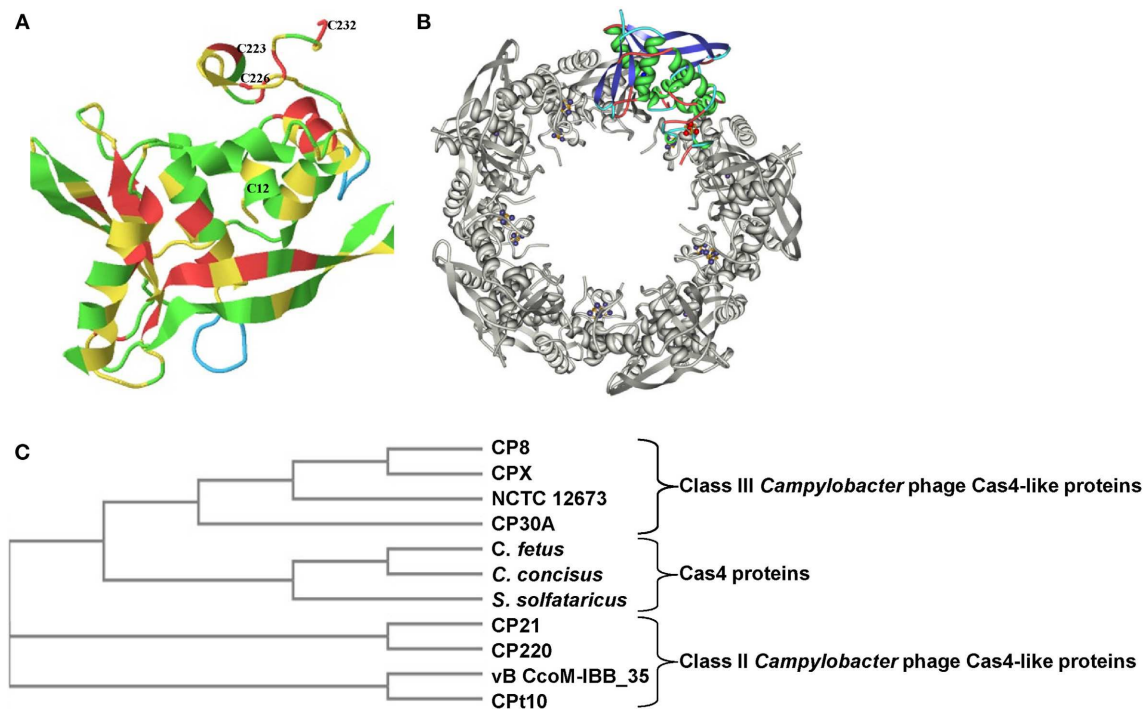 A
B
C232
C223
C226
C12
C
CP8
CPX
NCTC 12673
CP30A
Class III Campylobacter phage Cas4-like proteins
C. fetus
C. concisus
S. solfataricus
Cas4 proteins
CP21
CP220
vB CcoM-IBB_35
CPt10
Class II Campylobacter phage Cas4-like proteins